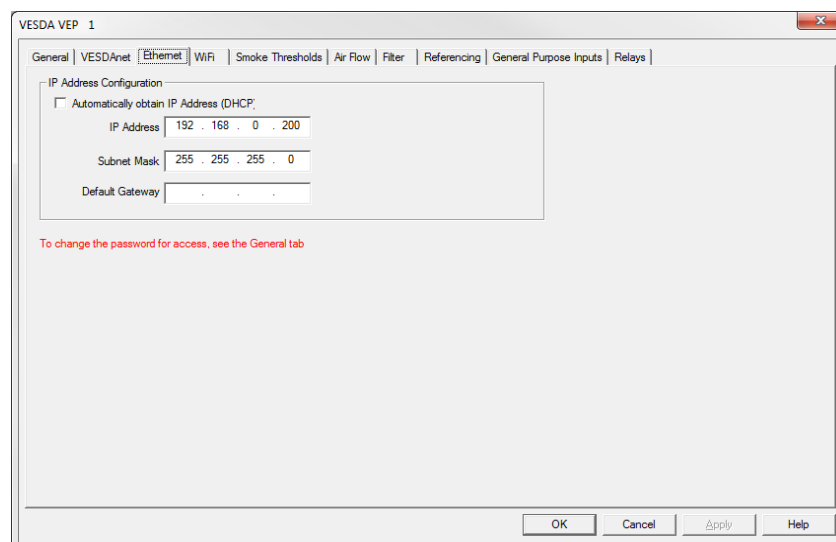 VESDA VEP 1
General VESDAnet Ethernet WiFi Smoke Thresholds Air Flow Filter Referencing General Purpose Inputs Relays
IP Address Configuration
Automatically obtain IP Address (DHCP)
IP Address 192 . 168 . 0 . 200
Subnet Mask 255 . 255 . 255 . 0
Default Gateway . . .
To change the password for access, see the General tab
OK Cancel Apply Help